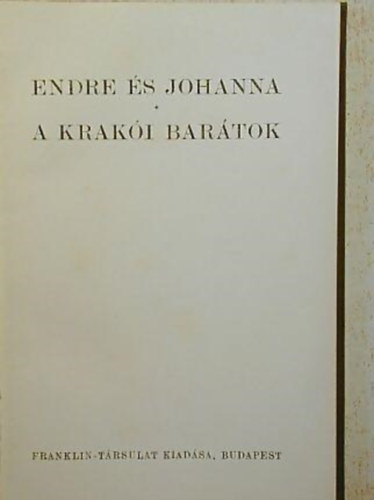 ENDRE ÉS JOHANNA
*
A KRAKÓI BARÁTOK
FRANKLIN-TÁRSULAT KIADÁSA, BUDAPEST